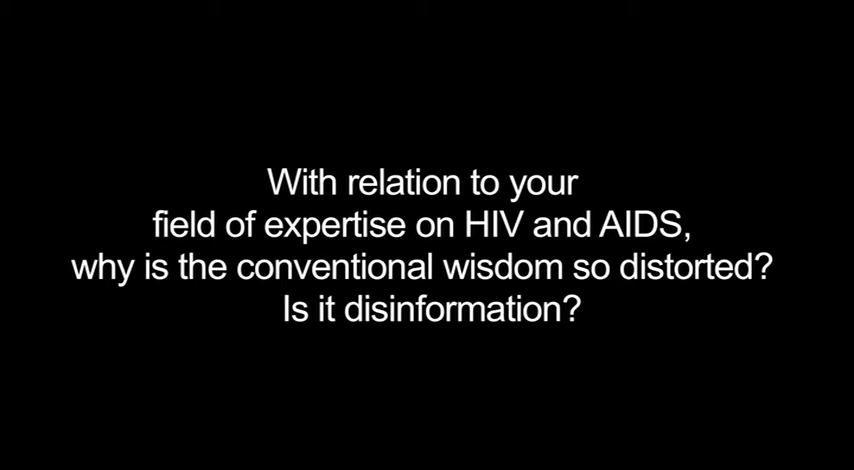 With relation to your
field of expertise on HIV and AIDS,
why is the conventional wisdom so distorted?
Is it disinformation?